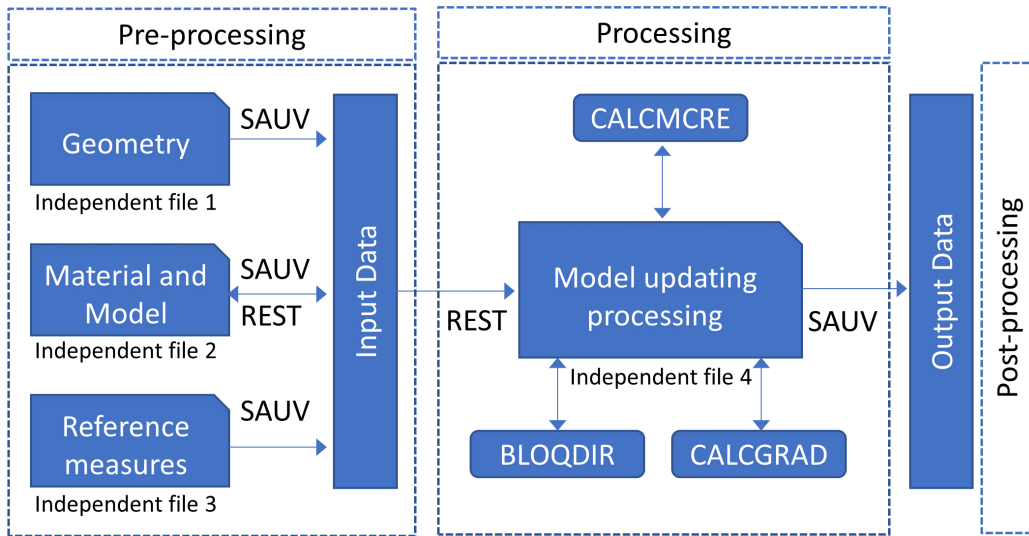 Pre-processing
Geometry
SAUV
Independent file 1
Material and
Model
SAUV
REST
Independent file 2
Reference
measures
SAUV
Independent file 3
Input Data
REST
Processing
CALCMCRE
Model updating
processing
Independent file 4
BLOQDIR
CALCGRAD
SAUV
Output Data
Post-processing